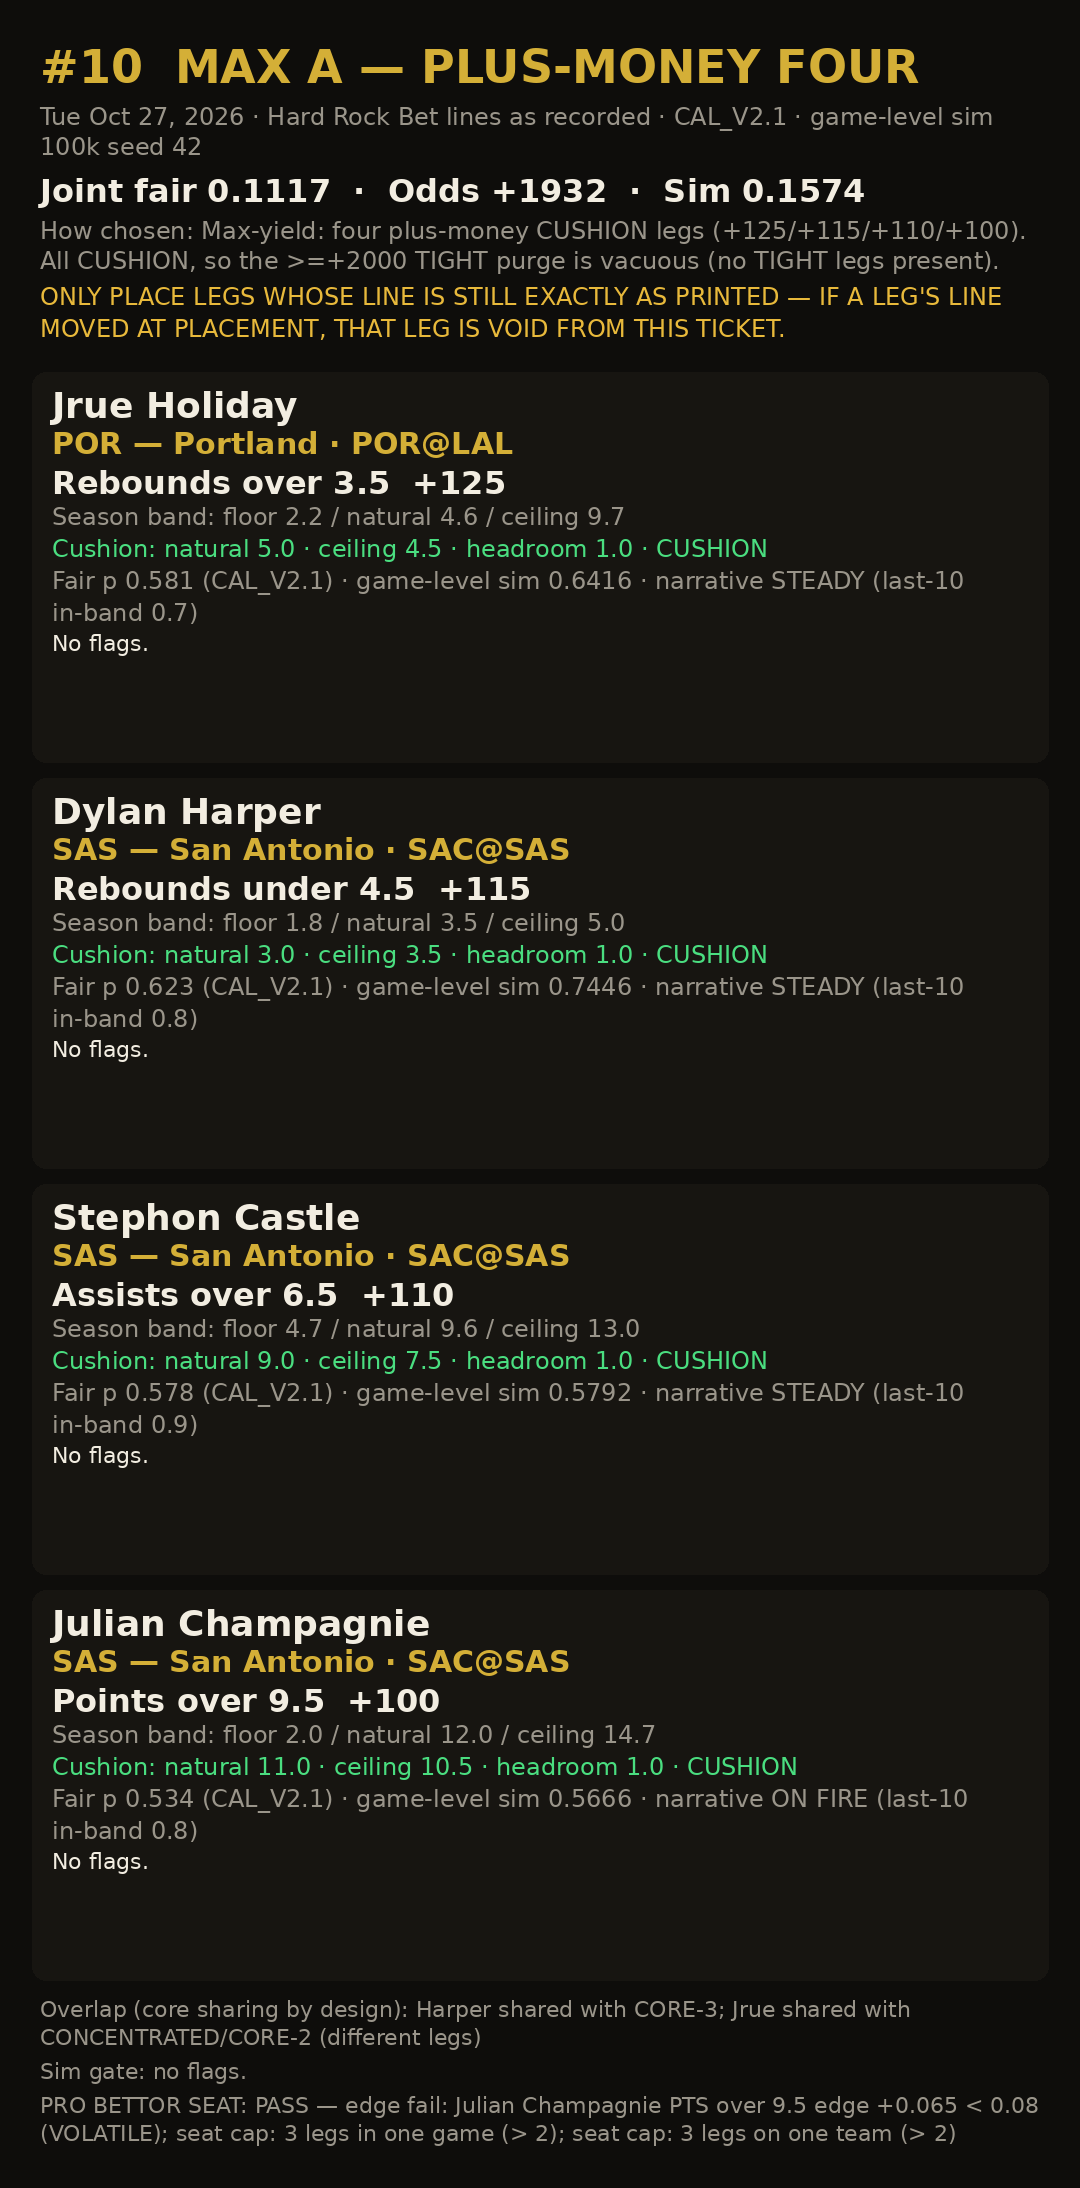 #10  MAX A — PLUS-MONEY FOUR
Tue Oct 27, 2026 · Hard Rock Bet lines as recorded · CAL_V2.1 · game-level sim
100k seed 42
Joint fair 0.1117  ·  Odds +1932  ·  Sim 0.1574
How chosen: Max-yield: four plus-money CUSHION legs (+125/+115/+110/+100).
All CUSHION, so the >=+2000 TIGHT purge is vacuous (no TIGHT legs present).
ONLY PLACE LEGS WHOSE LINE IS STILL EXACTLY AS PRINTED — IF A LEG'S LINE
MOVED AT PLACEMENT, THAT LEG IS VOID FROM THIS TICKET.
Jrue Holiday
POR — Portland · POR@LAL
Rebounds over 3.5  +125
Season band: floor 2.2 / natural 4.6 / ceiling 9.7
Cushion: natural 5.0 · ceiling 4.5 · headroom 1.0 · CUSHION
Fair p 0.581 (CAL_V2.1) · game-level sim 0.6416 · narrative STEADY (last-10
in-band 0.7)
No flags.
Dylan Harper
SAS — San Antonio · SAC@SAS
Rebounds under 4.5  +115
Season band: floor 1.8 / natural 3.5 / ceiling 5.0
Cushion: natural 3.0 · ceiling 3.5 · headroom 1.0 · CUSHION
Fair p 0.623 (CAL_V2.1) · game-level sim 0.7446 · narrative STEADY (last-10
in-band 0.8)
No flags.
Stephon Castle
SAS — San Antonio · SAC@SAS
Assists over 6.5  +110
Season band: floor 4.7 / natural 9.6 / ceiling 13.0
Cushion: natural 9.0 · ceiling 7.5 · headroom 1.0 · CUSHION
Fair p 0.578 (CAL_V2.1) · game-level sim 0.5792 · narrative STEADY (last-10
in-band 0.9)
No flags.
Julian Champagnie
SAS — San Antonio · SAC@SAS
Points over 9.5  +100
Season band: floor 2.0 / natural 12.0 / ceiling 14.7
Cushion: natural 11.0 · ceiling 10.5 · headroom 1.0 · CUSHION
Fair p 0.534 (CAL_V2.1) · game-level sim 0.5666 · narrative ON FIRE (last-10
in-band 0.8)
No flags.
Overlap (core sharing by design): Harper shared with CORE-3; Jrue shared with
CONCENTRATED/CORE-2 (different legs)
Sim gate: no flags.
PRO BETTOR SEAT: PASS — edge fail: Julian Champagnie PTS over 9.5 edge +0.065 < 0.08
(VOLATILE); seat cap: 3 legs in one game (> 2); seat cap: 3 legs on one team (> 2)